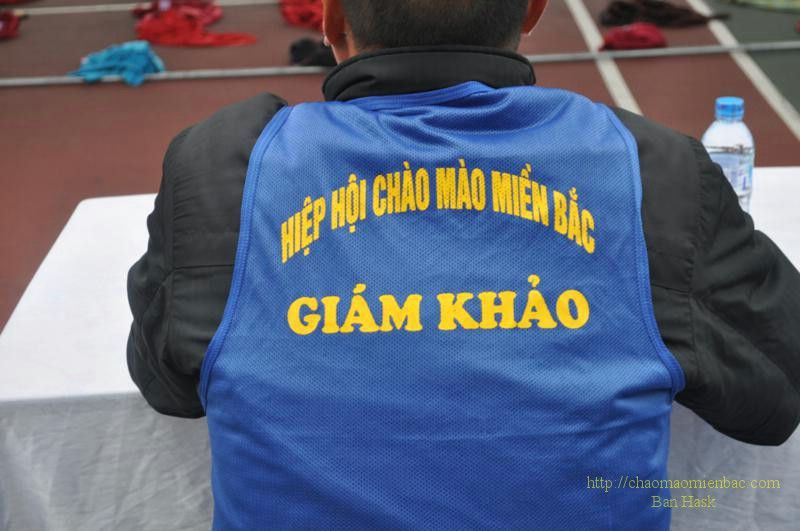 HIỆP HỘI CHÀO MÀO MIỀN BẮC
GIÁM KHẢO
http://chaomaomienbac.com
Ban Hask